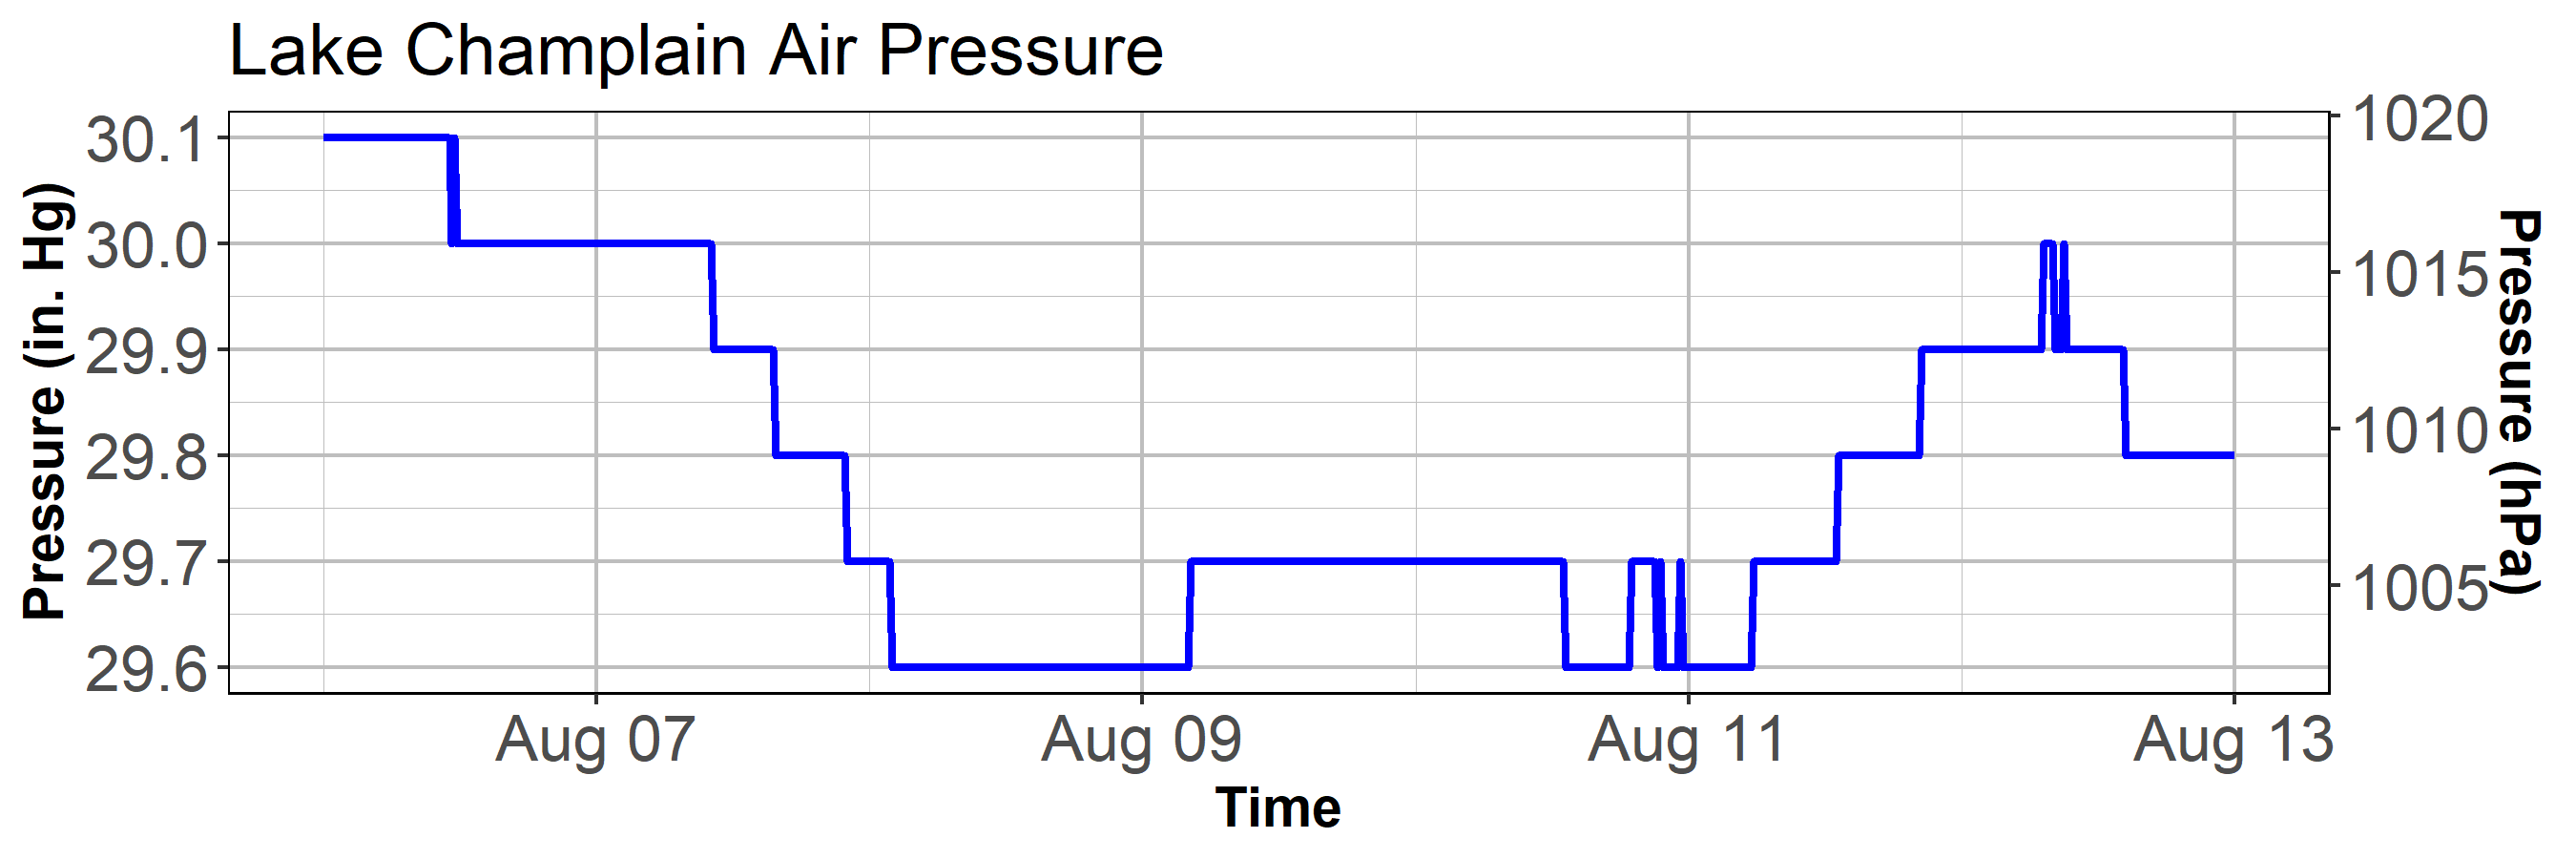 Lake Champlain Air Pressure
Pressure (in. Hg)
30.1
30.0
29.9
29.8
29.7
29.6
1020
1015
1010
1005
Pressure (hPa)
Aug 07 Aug 09 Aug 11 Aug 13
Time